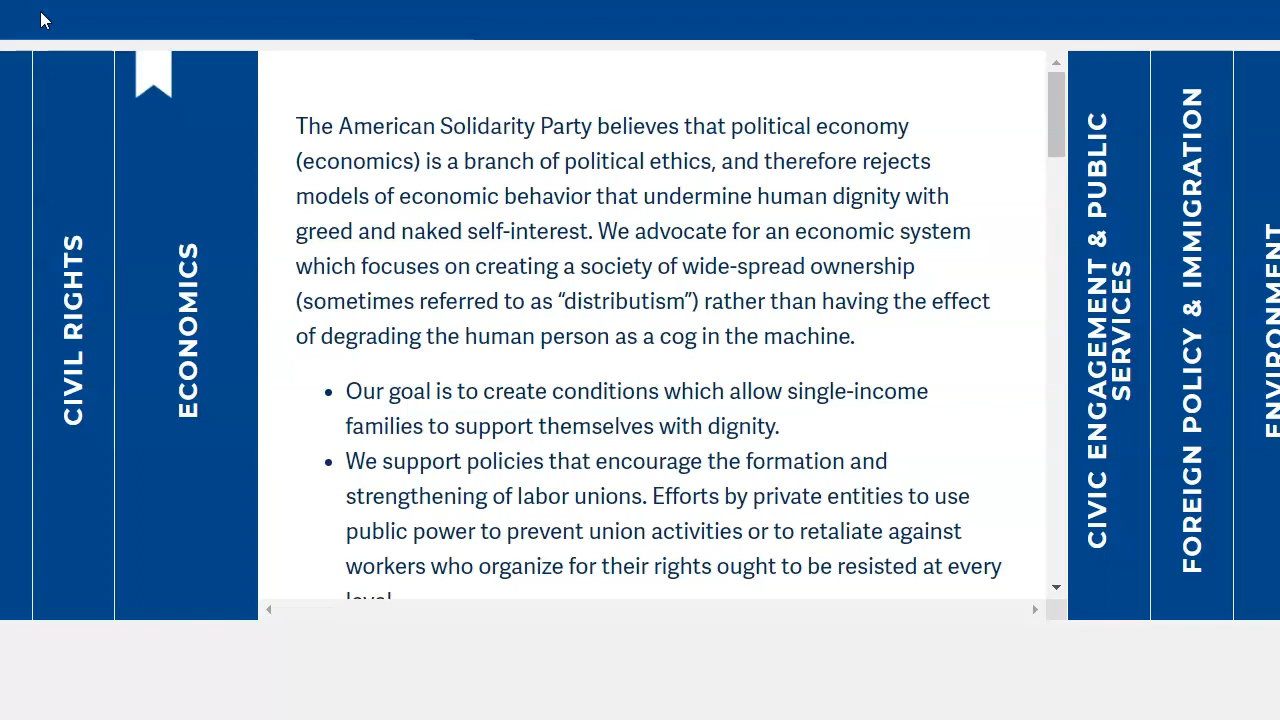 CIVIL RIGHTS
ECONOMICS
The American Solidarity Party believes that political economy
(economics) is a branch of political ethics, and therefore rejects
models of economic behavior that undermine human dignity with
greed and naked self-interest. We advocate for an economic system
which focuses on creating a society of wide-spread ownership
(sometimes referred to as “distributism”) rather than having the effect
of degrading the human person as a cog in the machine.
• Our goal is to create conditions which allow single-income
families to support themselves with dignity.
• We support policies that encourage the formation and
strengthening of labor unions. Efforts by private entities to use
public power to prevent union activities or to retaliate against
workers who organize for their rights ought to be resisted at every
level.
CIVIC ENGAGEMENT & PUBLIC
SERVICES
FOREIGN POLICY & IMMIGRATION
ENVIRONMENT